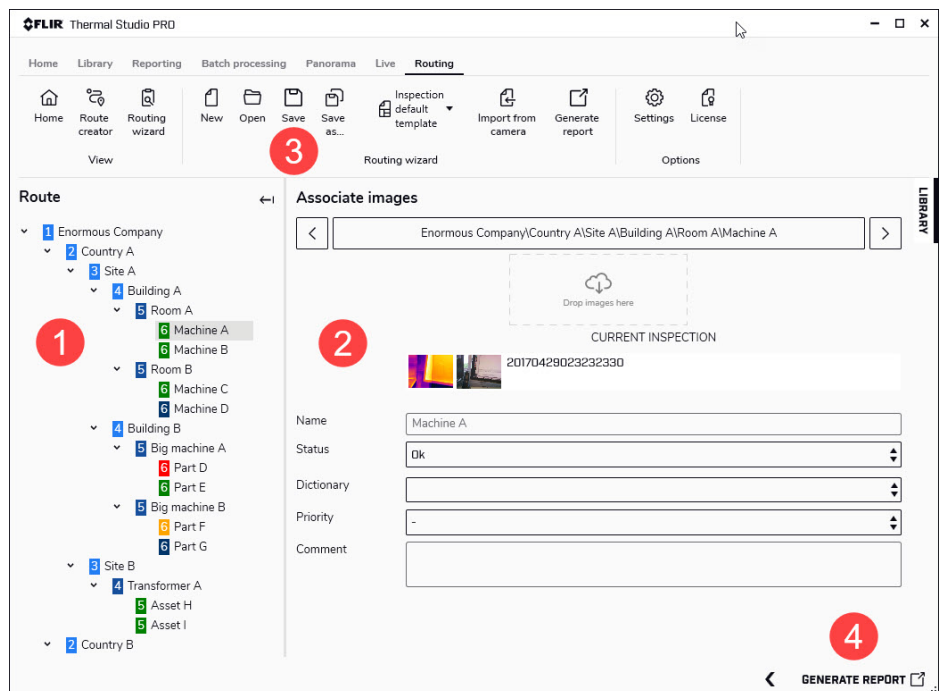 FLIR Thermal Studio PRO
Home Library Reporting Batch processing Panorama Live Routing
Home Route creator Routing wizard New Open Save Save as... Inspection default template Import from camera Generate report Settings License
View Routing wizard Options
3
Route
1 Enormous Company
2 Country A
3 Site A
4 Building A
5 Room A
6 Machine A
6 Machine B
5 Room B
6 Machine C
6 Machine D
4 Building B
5 Big machine A
6 Part D
6 Part E
5 Big machine B
6 Part F
6 Part G
3 Site B
4 Transformer A
5 Asset H
5 Asset I
2 Country B
1
Associate images
Enormous Company\Country A\Site A\Building A\Room A\Machine A
Drop images here
2
CURRENT INSPECTION
20170429023232330
Name Machine A
Status Ok
Dictionary
Priority -
Comment
LIBRARY
4
GENERATE REPORT